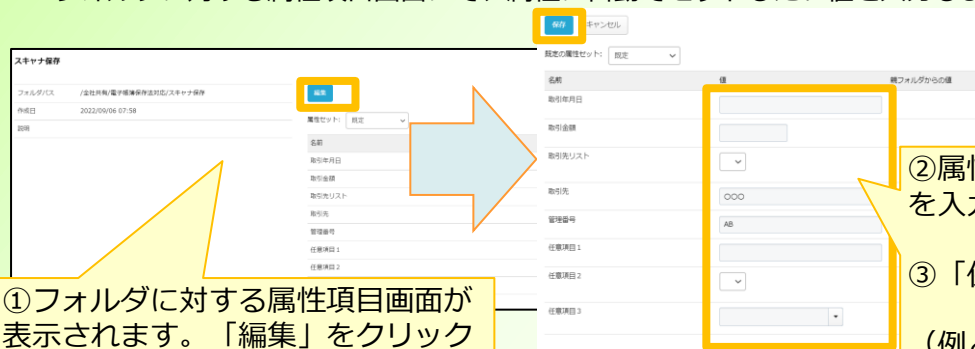 スキャナ保存
フォルダパス /全社共有/電子帳簿保存法対応/スキャナ保存
作成日 2022/09/06 07:58
説明
編集
属性セット: 既定
名前
取引年月日
取引金額
取引先リスト
取引先
管理番号
任意項目1
任意項目2
①フォルダに対する属性項目画面が
表示されます。「編集」をクリック
保存 キャンセル
既定の属性セット: 既定
名前 値 親フォルダからの値
取引年月日
取引金額
取引先リスト
取引先 〇〇〇
管理番号 AB
任意項目1
任意項目2
任意項目3
②属
を入
③「